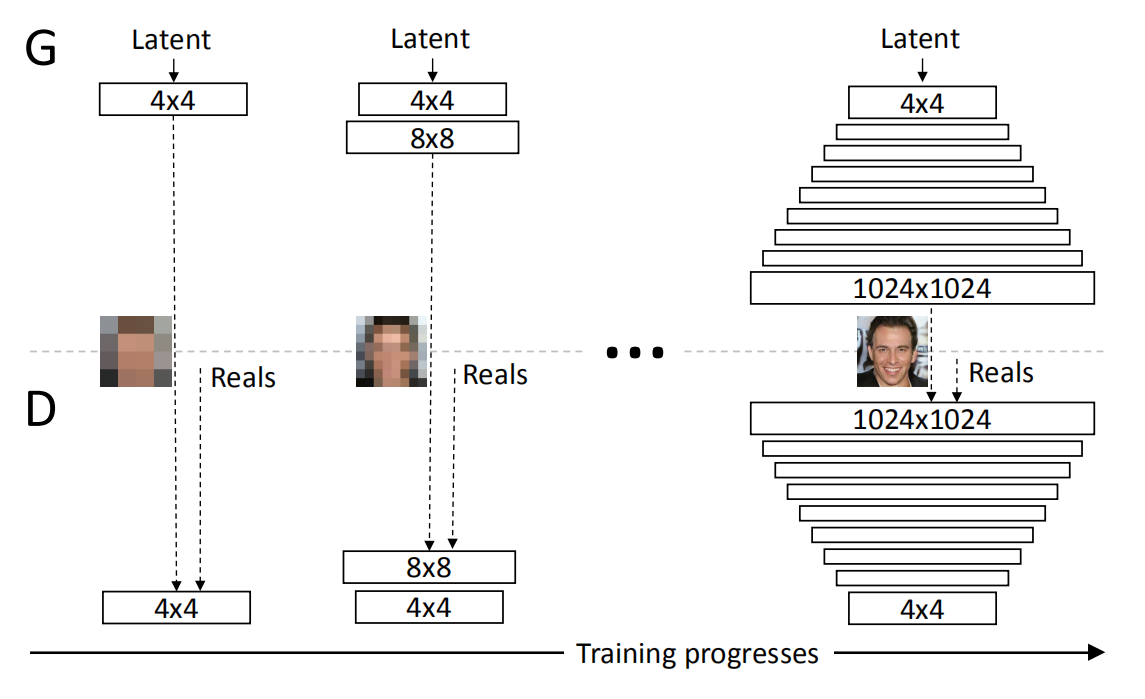 G
Latent
Latent
Latent
4x4
4x4
4x4
8x8
1024x1024
Reals
Reals
Reals
D
1024x1024
8x8
4x4
4x4
4x4
Training progresses